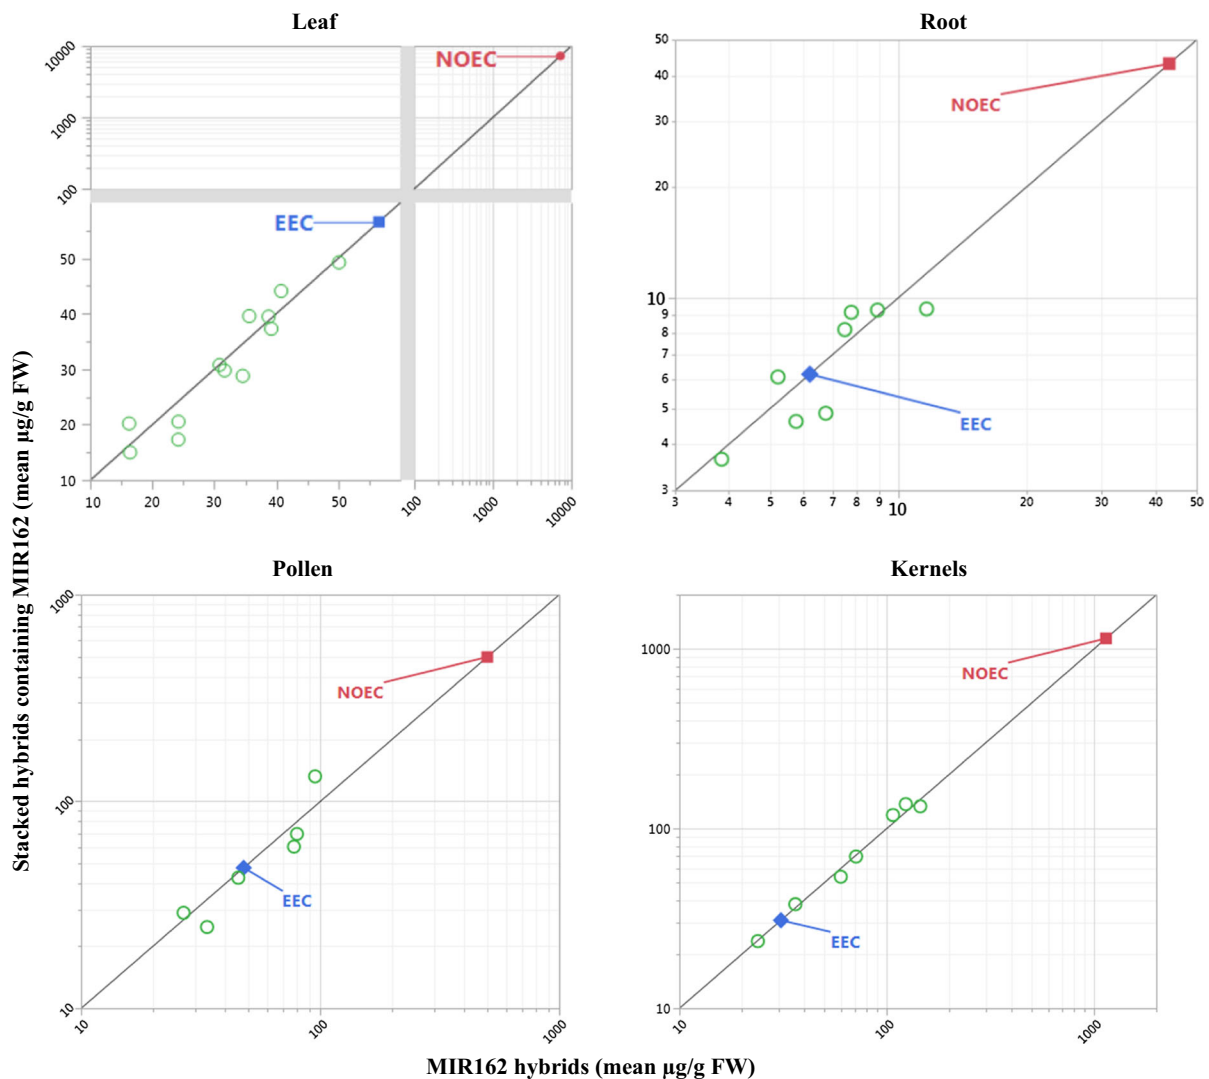 Leaf
10000
1000
100
50
40
30
20
10
NOEC
EEC
10 20 30 40 50 100 1000 10000
Root
50
40
30
20
10
9
8
7
6
5
4
3
NOEC
EEC
3 4 5 6 7 8 9 10 20 30 40 50
Stacked hybrids containing MIR162 (mean µg/g FW)
Pollen
1000
100
10
NOEC
EEC
10 100 1000
Kernels
1000
100
10
NOEC
EEC
10 100 1000
MIR162 hybrids (mean µg/g FW)